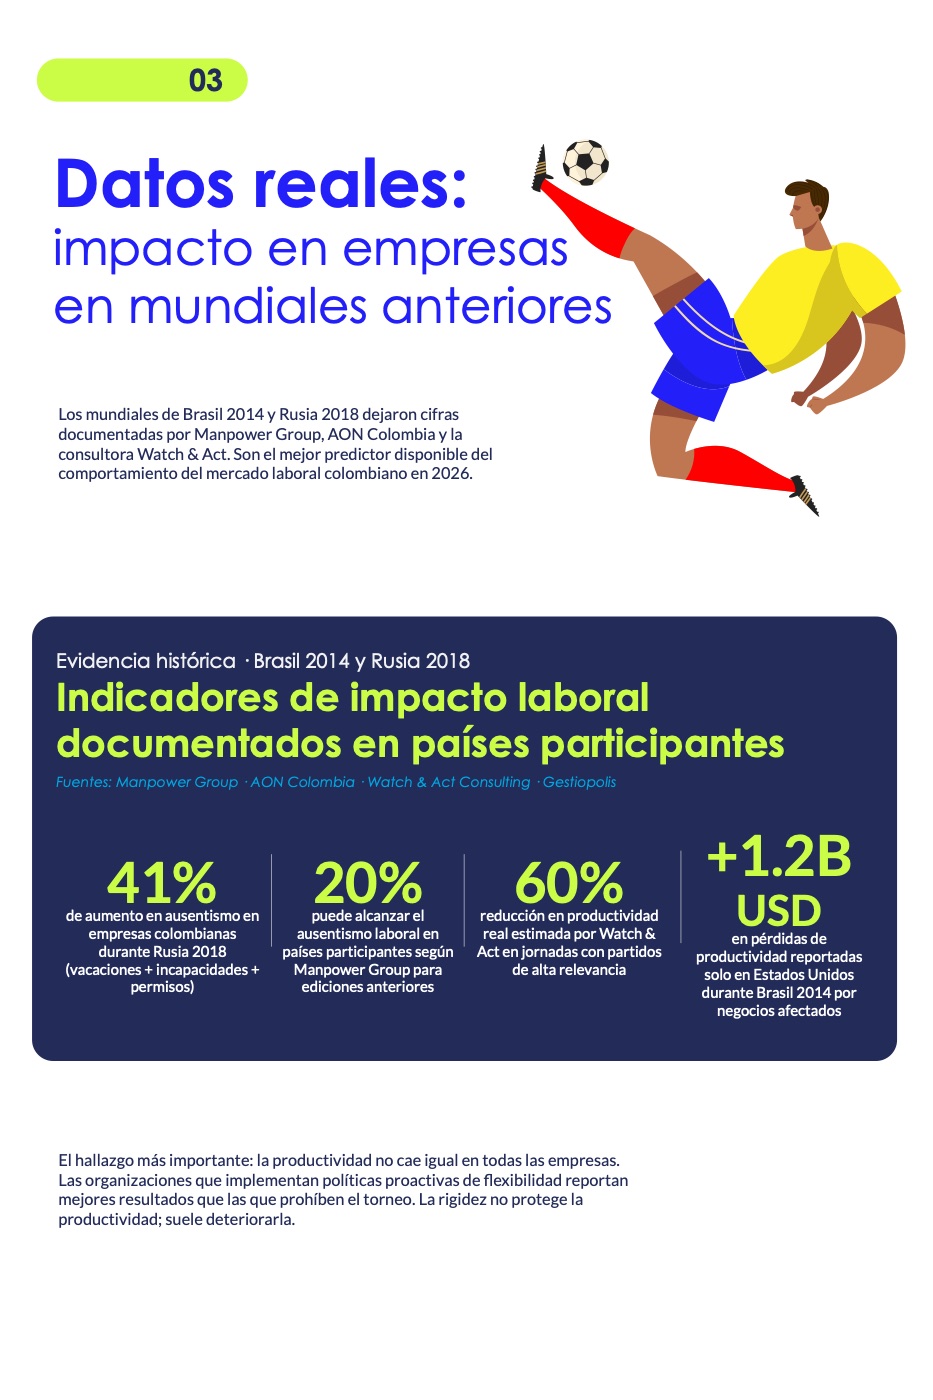 03
Datos reales:
impacto en empresas
en mundiales anteriores
Los mundiales de Brasil 2014 y Rusia 2018 dejaron cifras
documentadas por Manpower Group, AON Colombia y la
consultora Watch & Act. Son el mejor predictor disponible del
comportamiento del mercado laboral colombiano en 2026.
Evidencia histórica · Brasil 2014 y Rusia 2018
Indicadores de impacto laboral
documentados en países participantes
Fuentes: Manpower Group · AON Colombia · Watch & Act Consulting · Gestiopolis
41%
de aumento en ausentismo en
empresas colombianas
durante Rusia 2018
(vacaciones + incapacidades +
permisos)
20%
puede alcanzar el
ausentismo laboral en
países participantes según
Manpower Group para
ediciones anteriores
60%
reducción en productividad
real estimada por Watch &
Act en jornadas con partidos
de alta relevancia
+1.2B
USD
en pérdidas de
productividad reportadas
solo en Estados Unidos
durante Brasil 2014 por
negocios afectados
El hallazgo más importante: la productividad no cae igual en todas las empresas.
Las organizaciones que implementan políticas proactivas de flexibilidad reportan
mejores resultados que las que prohíben el torneo. La rigidez no protege la
productividad; suele deteriorarla.